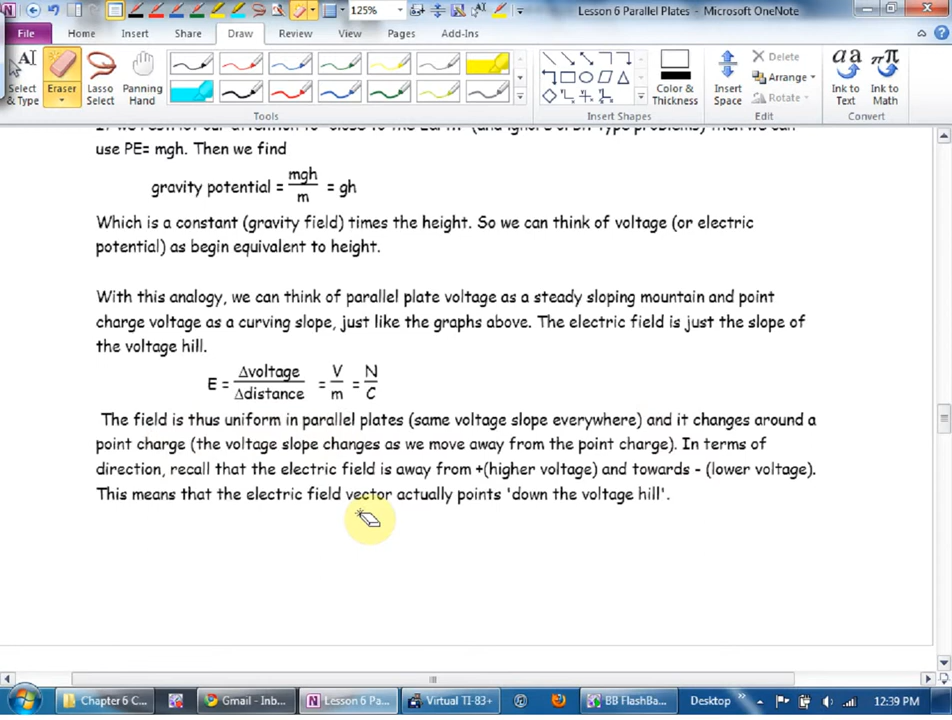 Lesson 6 Parallel Plates - Microsoft OneNote
125%
File Home Insert Share Draw Review View Pages Add-Ins
Select & Type
Eraser
Lasso Select
Panning Hand
Color & Thickness
Insert Space
Delete
Arrange
Rotate
Ink to Text
Ink to Math
Tools Insert Shapes Edit Convert
use PE= mgh. Then we find
gravity potential = mgh/m = gh
Which is a constant (gravity field) times the height. So we can think of voltage (or electric
potential) as begin equivalent to height.
With this analogy, we can think of parallel plate voltage as a steady sloping mountain and point
charge voltage as a curving slope, just like the graphs above. The electric field is just the slope of
the voltage hill.
E = Δvoltage/Δdistance = V/m = N/C
The field is thus uniform in parallel plates (same voltage slope everywhere) and it changes around a
point charge (the voltage slope changes as we move away from the point charge). In terms of
direction, recall that the electric field is away from +(higher voltage) and towards - (lower voltage).
This means that the electric field vector actually points 'down the voltage hill'.
Chapter 6 C... Gmail - Inb... Lesson 6 Pa... Virtual TI-83+ BB FlashBa... Desktop » 12:39 PM